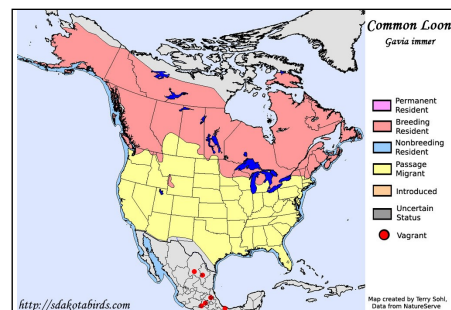 Common Loon
Gavia immer
Permanent
Resident
Breeding
Resident
Nonbreeding
Resident
Passage
Migrant
Introduced
Uncertain
Status
Vagrant
http://sdakotabirds.com
Map created by Terry Sohl,
Data from NatureServe